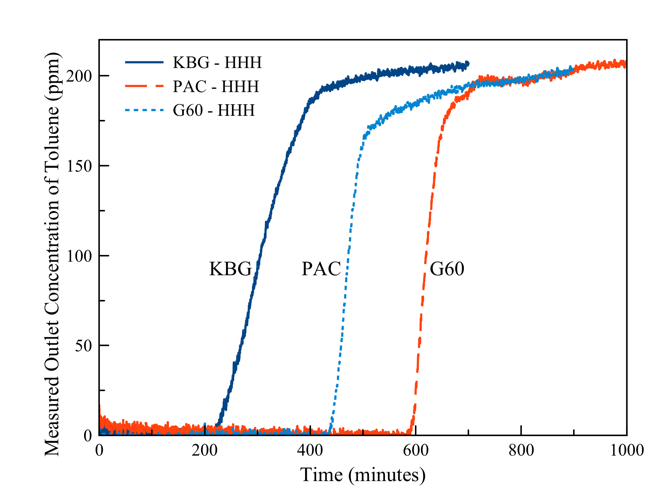 KBG - HHH
PAC - HHH
G60 - HHH
Measured Outlet Concentration of Toluene (ppm)
200
150
100
50
0
KBG
PAC
G60
0
200
400
600
800
1000
Time (minutes)